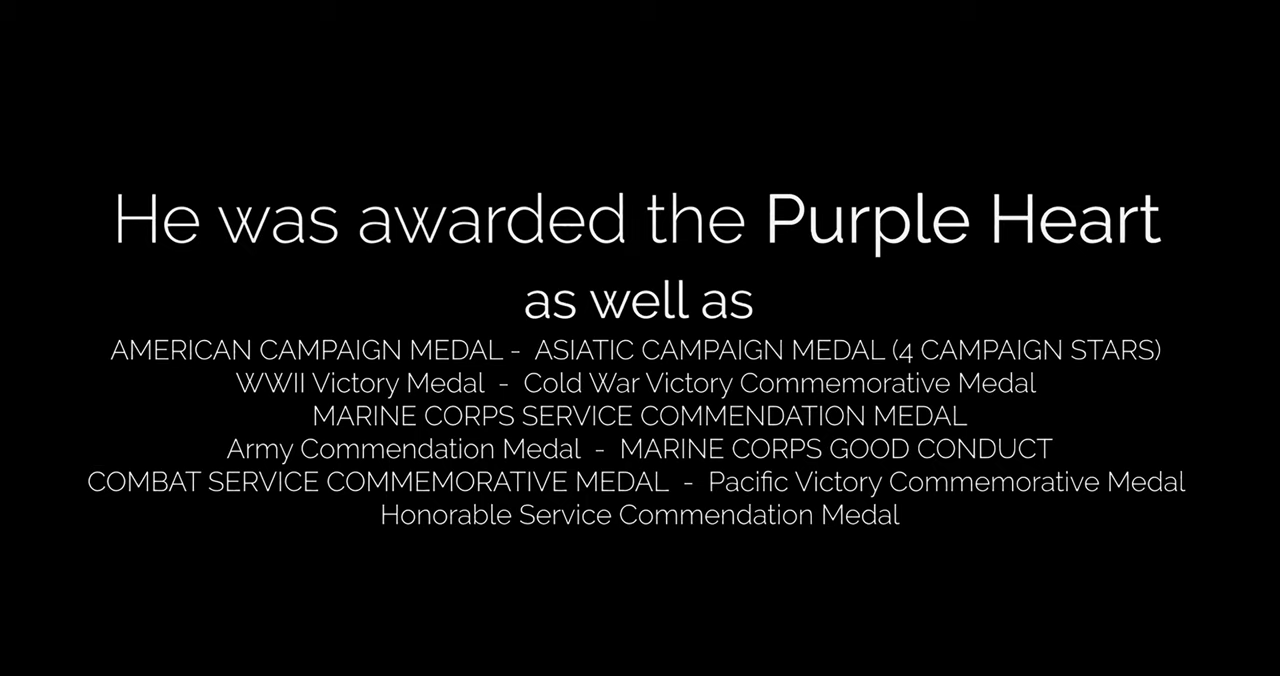 He was awarded the Purple Heart
as well as
AMERICAN CAMPAIGN MEDAL - ASIATIC CAMPAIGN MEDAL (4 CAMPAIGN STARS)
WWII Victory Medal - Cold War Victory Commemorative Medal
MARINE CORPS SERVICE COMMENDATION MEDAL
Army Commendation Medal - MARINE CORPS GOOD CONDUCT
COMBAT SERVICE COMMEMORATIVE MEDAL - Pacific Victory Commemorative Medal
Honorable Service Commendation Medal